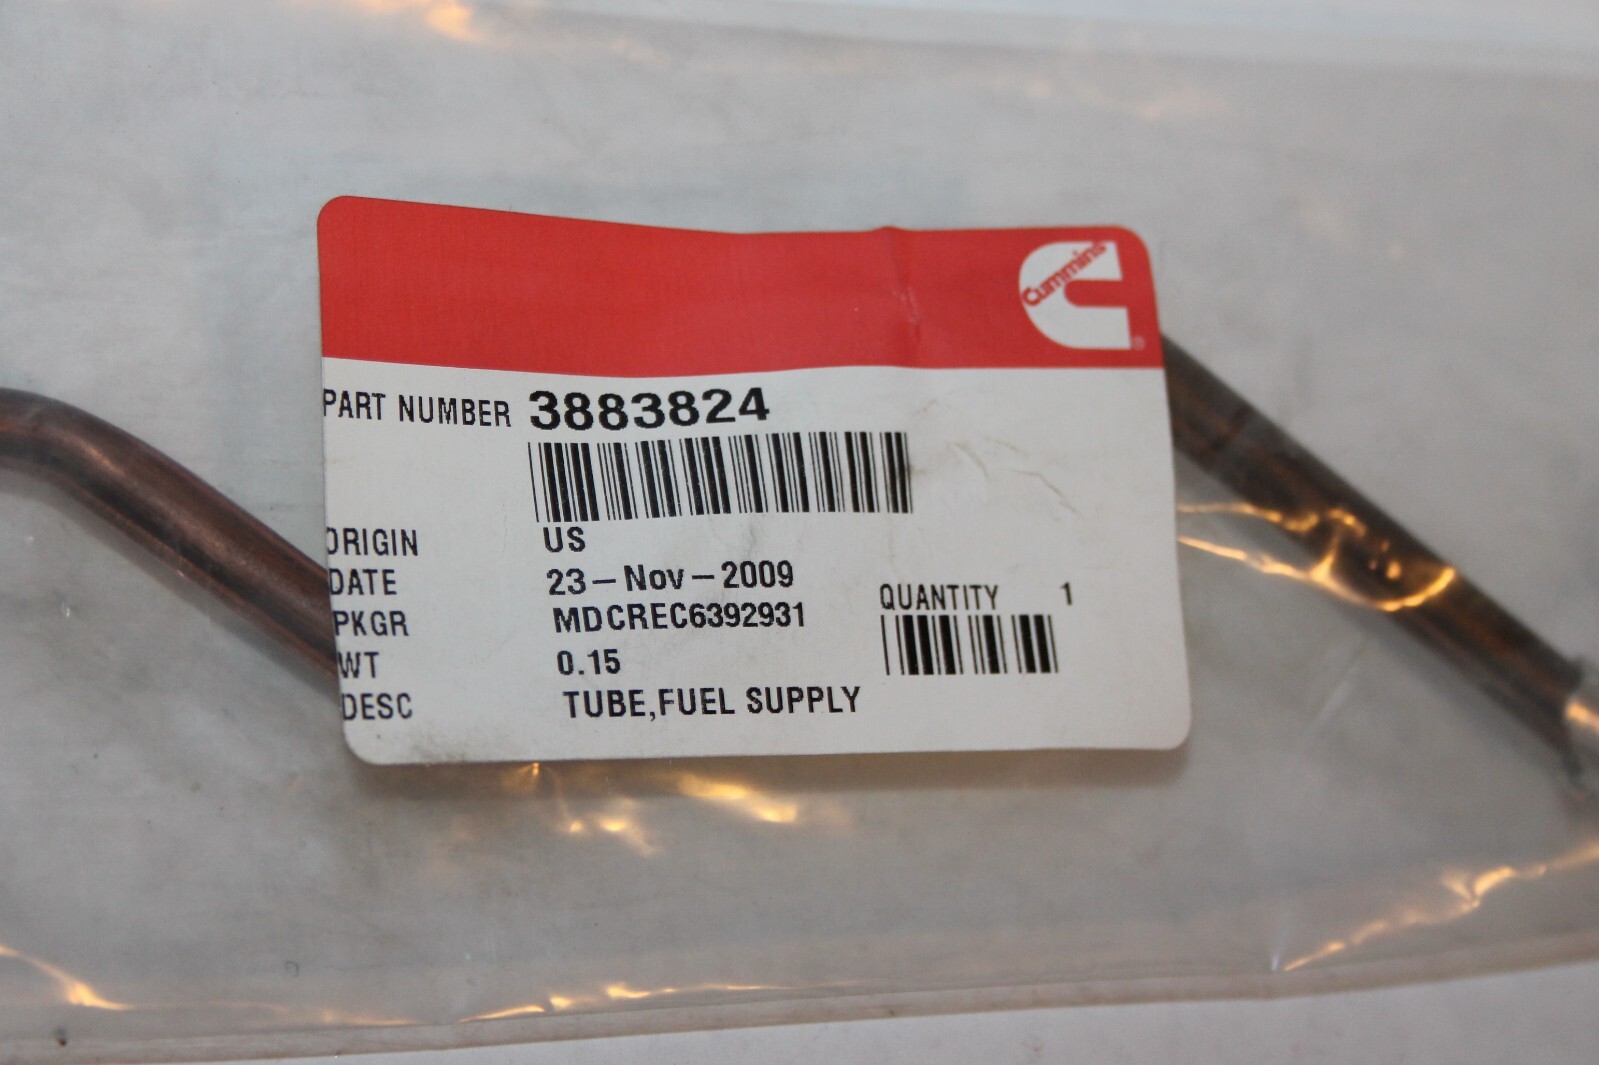 Cummins
PART NUMBER 3883824
ORIGIN US
DATE 23-Nov-2009
PKGR MDCREC6392931
QUANTITY 1
WT 0.15
DESC TUBE,FUEL SUPPLY